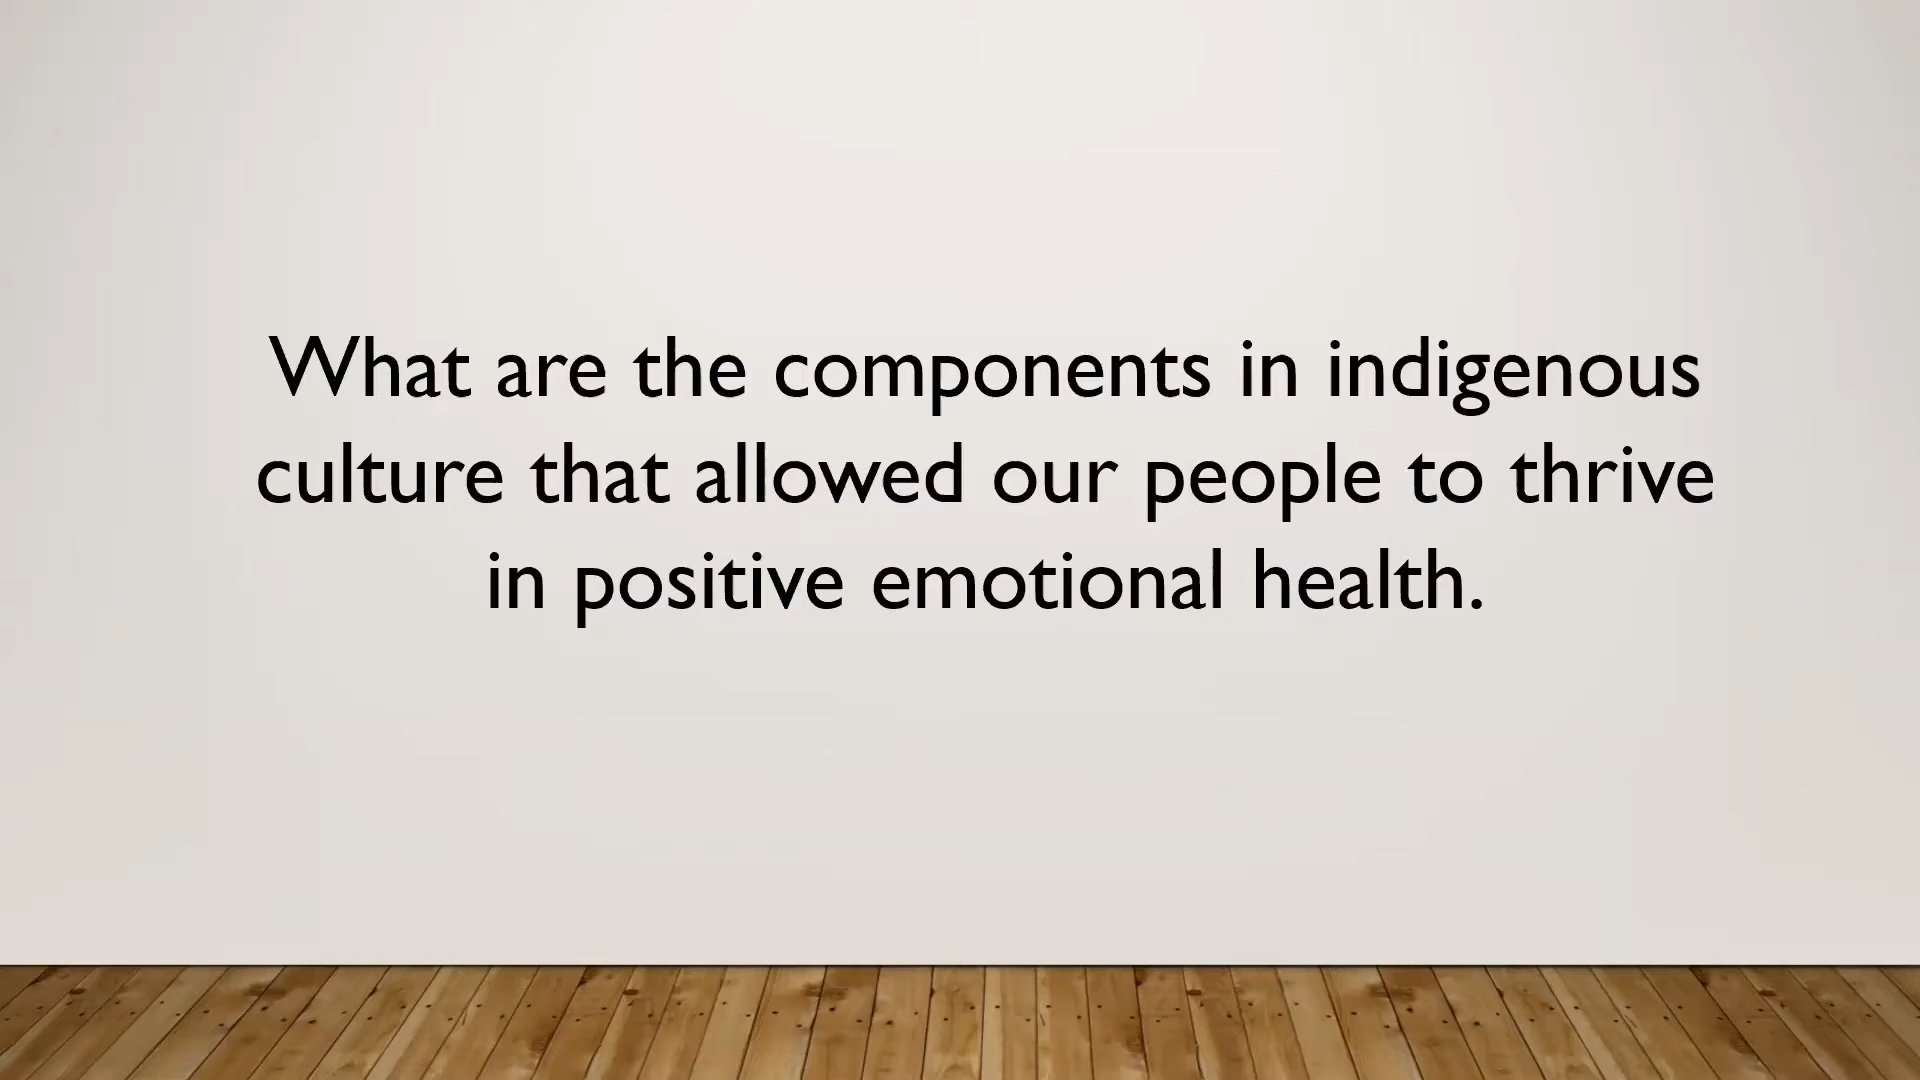 What are the components in indigenous
culture that allowed our people to thrive
in positive emotional health.